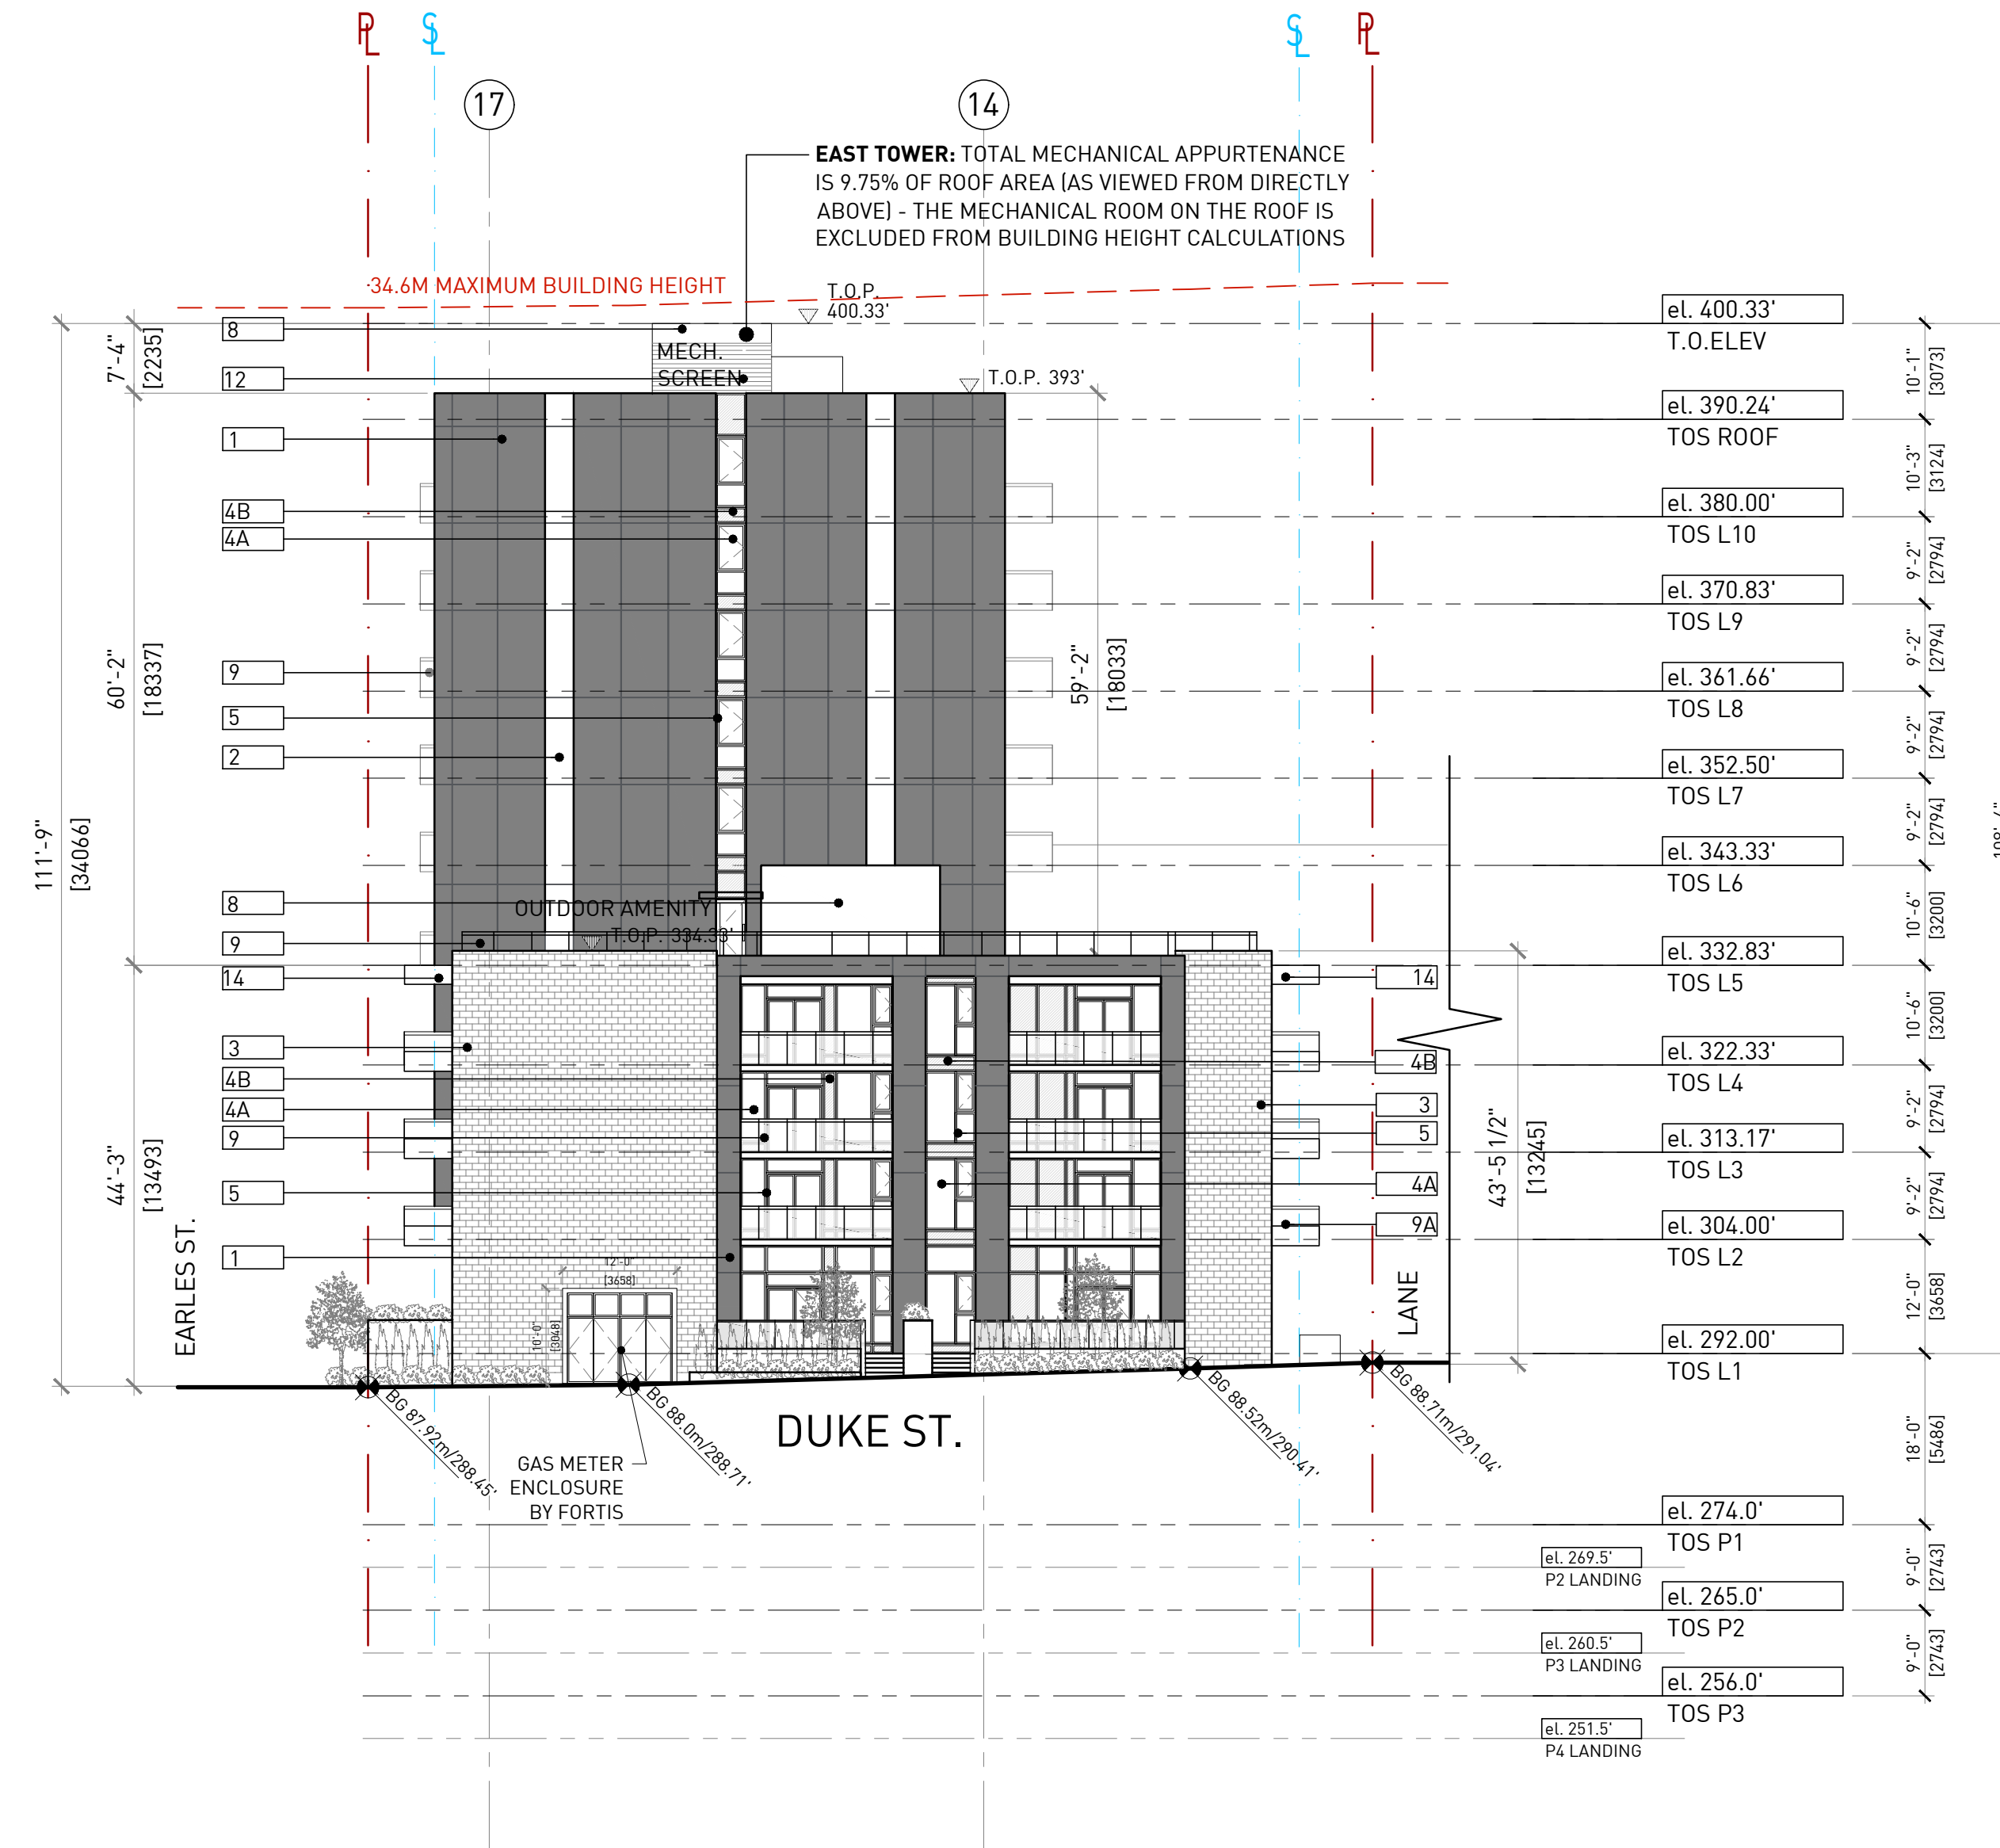 PL
SL
SL
PL
17
14
EAST TOWER: TOTAL MECHANICAL APPURTENANCE
IS 9.75% OF ROOF AREA (AS VIEWED FROM DIRECTLY
ABOVE) - THE MECHANICAL ROOM ON THE ROOF IS
EXCLUDED FROM BUILDING HEIGHT CALCULATIONS
34.6M MAXIMUM BUILDING HEIGHT
T.O.P.
400.33'
MECH.
SCREEN
T.O.P. 393'
8
12
1
4B
4A
9
5
2
8
9
14
3
4B
4A
9
5
1
7'-4"
[2235]
60'-2"
[18337]
111'-9"
[34066]
44'-3"
[13493]
59'-2"
[18033]
OUTDOOR AMENITY
T.O.P. 334.33'
14
4B
3
5
4A
9A
43'-5 1/2"
[13245]
12'-0"
[3658]
10'-0"
[3048]
EARLES ST.
LANE
DUKE ST.
BG 87.92m/288.45'
BG 88.0m/288.71'
BG 88.52m/290.41'
BG 88.71m/291.04'
GAS METER
ENCLOSURE
BY FORTIS
el. 400.33'
T.O.ELEV
el. 390.24'
TOS ROOF
el. 380.00'
TOS L10
el. 370.83'
TOS L9
el. 361.66'
TOS L8
el. 352.50'
TOS L7
el. 343.33'
TOS L6
el. 332.83'
TOS L5
el. 322.33'
TOS L4
el. 313.17'
TOS L3
el. 304.00'
TOS L2
el. 292.00'
TOS L1
el. 274.0'
TOS P1
el. 269.5'
P2 LANDING
el. 265.0'
TOS P2
el. 260.5'
P3 LANDING
el. 256.0'
TOS P3
el. 251.5'
P4 LANDING
10'-1"
[3073]
10'-3"
[3124]
9'-2"
[2794]
9'-2"
[2794]
9'-2"
[2794]
9'-2"
[2794]
10'-6"
[3200]
10'-6"
[3200]
9'-2"
[2794]
9'-2"
[2794]
12'-0"
[3658]
18'-0"
[5486]
9'-0"
[2743]
9'-0"
[2743]